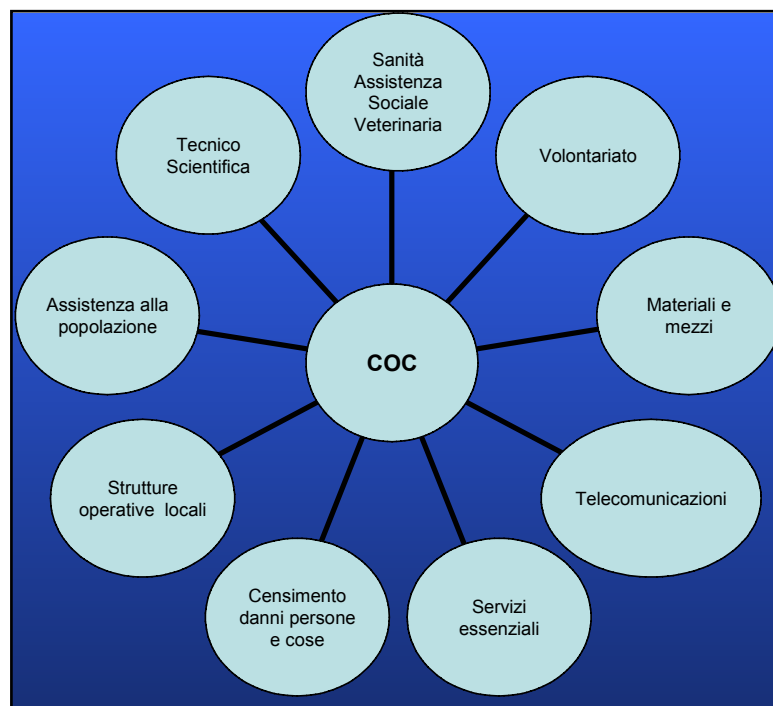 Sanità
Assistenza
Sociale
Veterinaria
Tecnico
Scientifica
Volontariato
Assistenza alla
popolazione
Materiali e
mezzi
COC
Strutture
operative locali
Telecomunicazioni
Censimento
danni persone
e cose
Servizi
essenziali